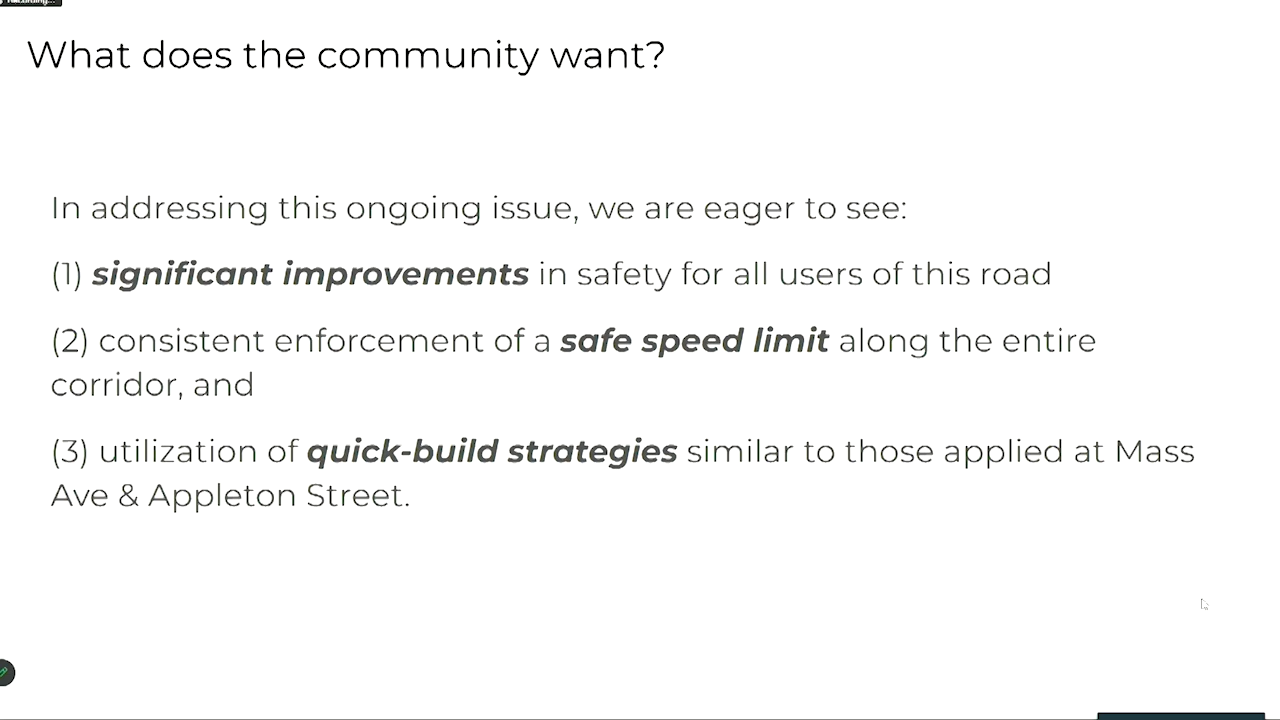 What does the community want?
In addressing this ongoing issue, we are eager to see:
(1) significant improvements in safety for all users of this road
(2) consistent enforcement of a safe speed limit along the entire
corridor, and
(3) utilization of quick-build strategies similar to those applied at Mass
Ave & Appleton Street.